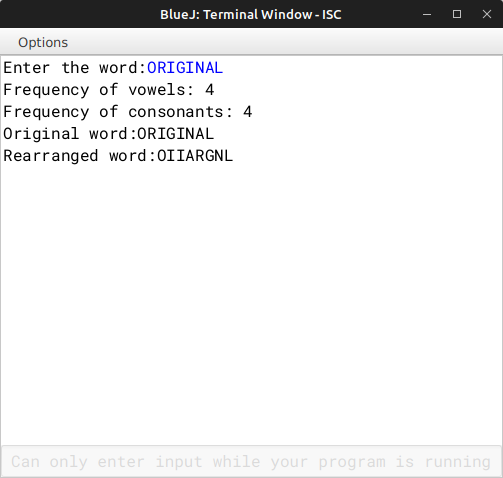 BlueJ: Terminal Window - ISC
Options
Enter the word:ORIGINAL
Frequency of vowels: 4
Frequency of consonants: 4
Original word:ORIGINAL
Rearranged word:OIIARGNL
Can only enter input while your program is running